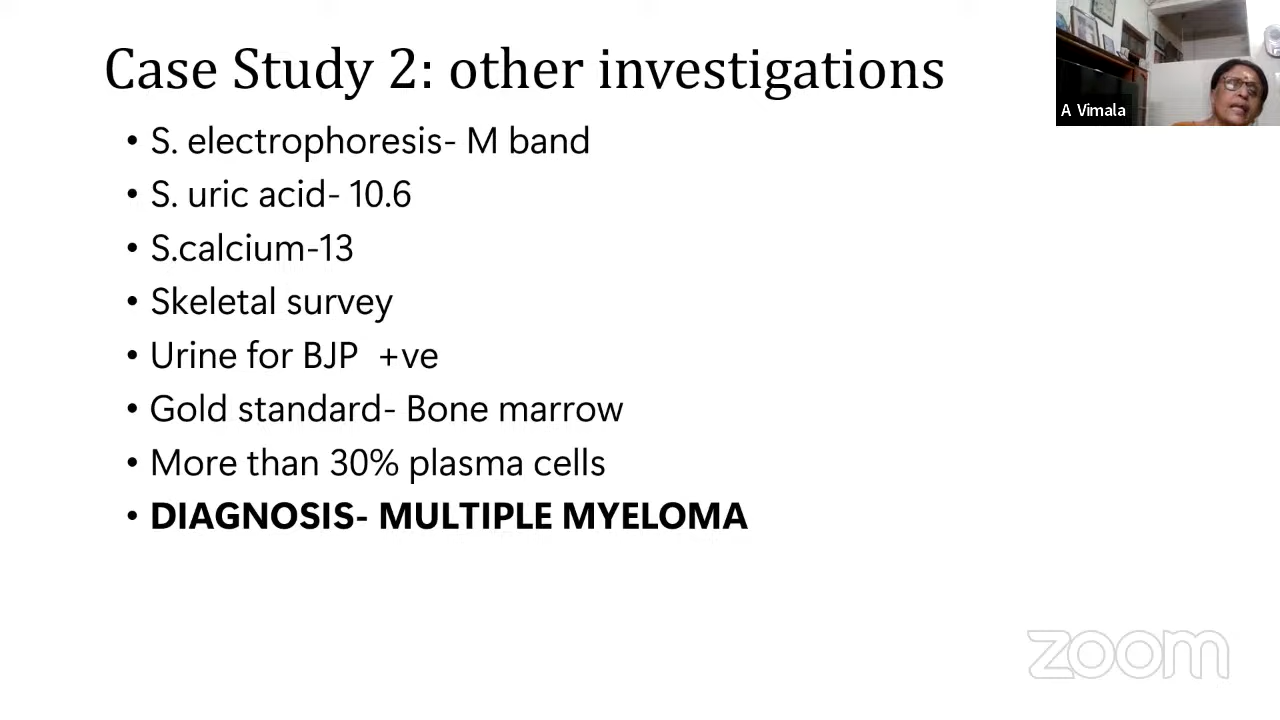 Case Study 2: other investigations
A Vimala
• S. electrophoresis- M band
• S. uric acid- 10.6
• S.calcium-13
• Skeletal survey
• Urine for BJP +ve
• Gold standard- Bone marrow
• More than 30% plasma cells
• DIAGNOSIS- MULTIPLE MYELOMA
zoom